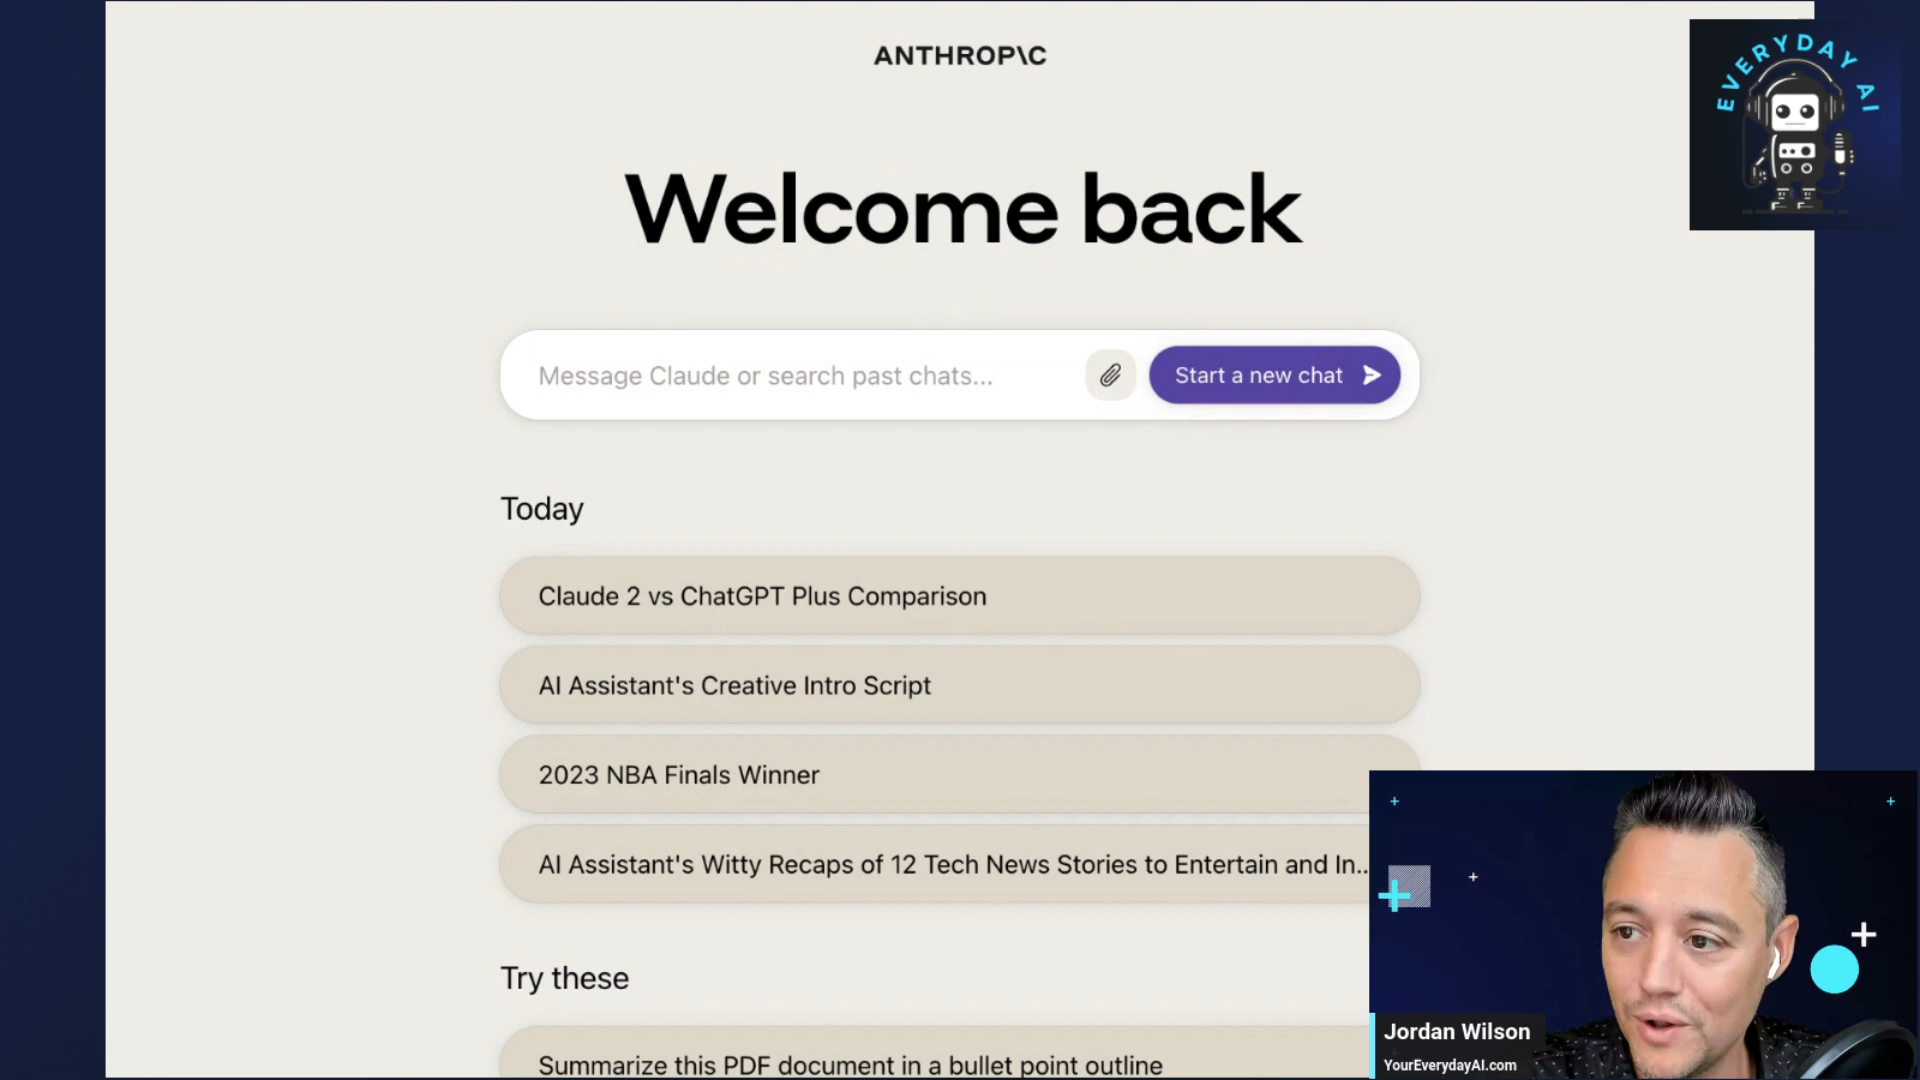 ANTHROP\C
EVERYDAY AI
Welcome back
Message Claude or search past chats...
Start a new chat
Today
Claude 2 vs ChatGPT Plus Comparison
AI Assistant's Creative Intro Script
2023 NBA Finals Winner
AI Assistant's Witty Recaps of 12 Tech News Stories to Entertain and In...
Try these
Summarize this PDF document in a bullet point outline
Jordan Wilson
YourEverydayAI.com